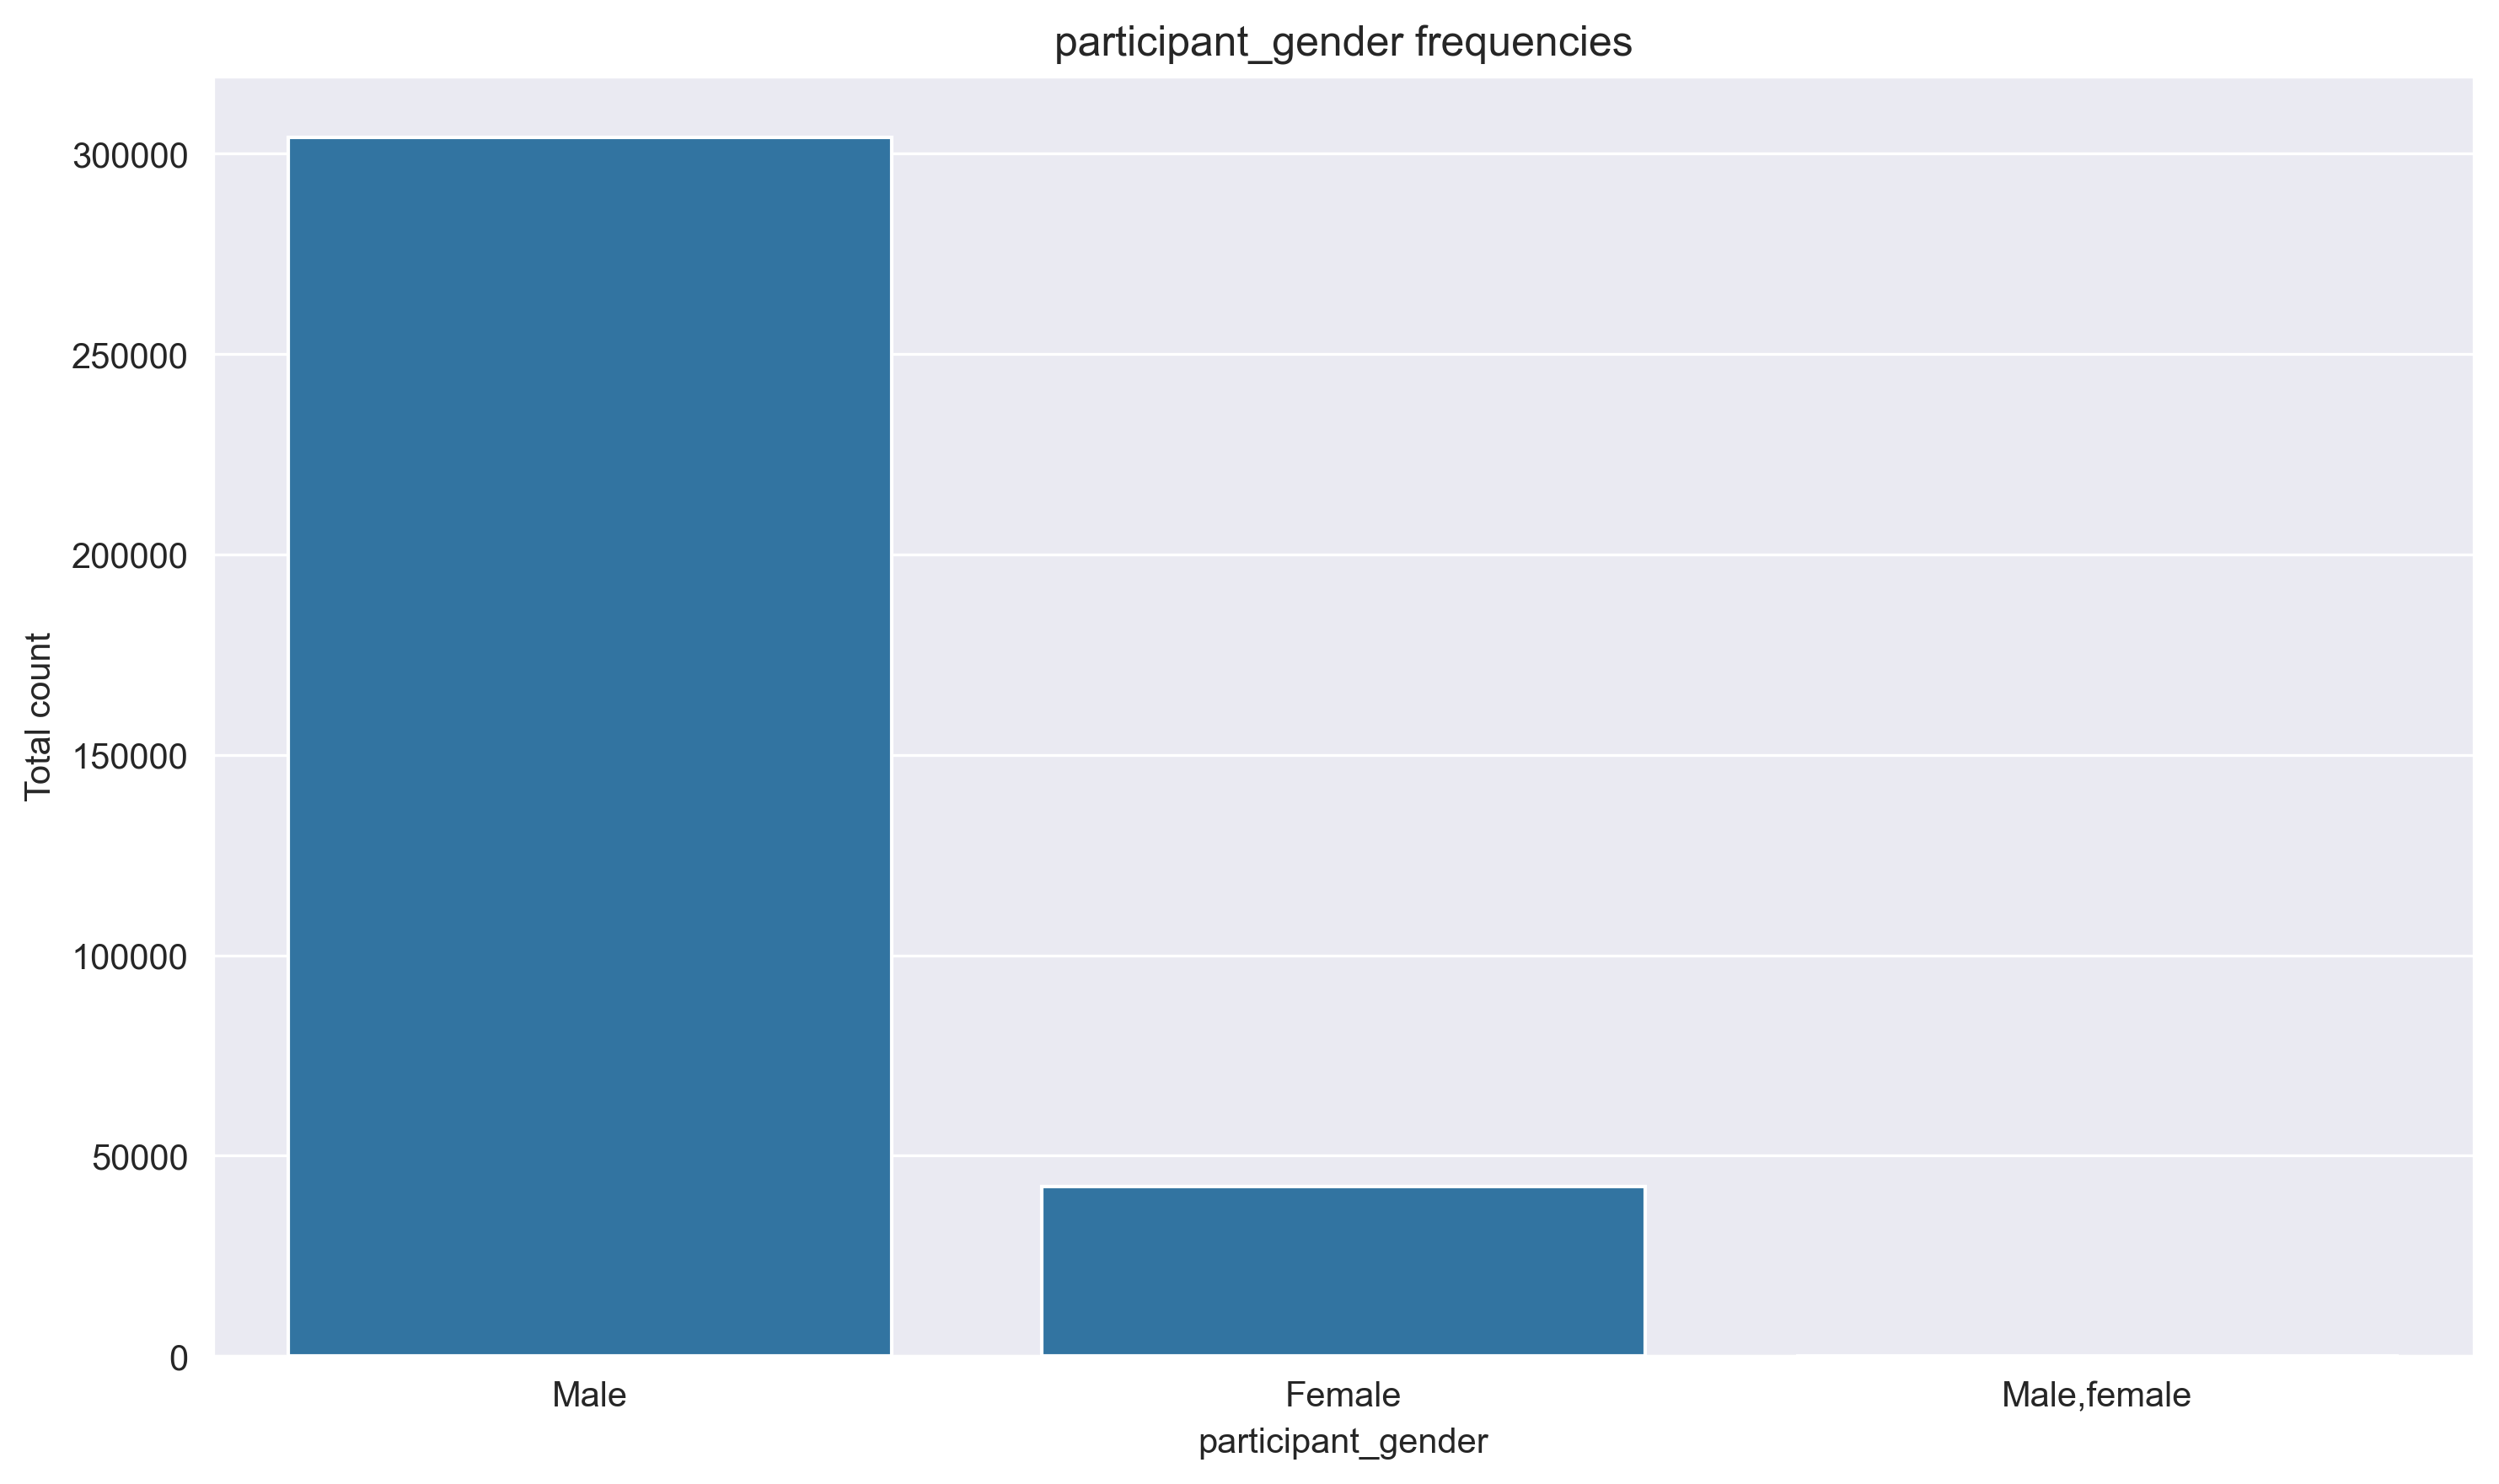 participant_gender frequencies
300000
250000
200000
150000
100000
50000
0
Total count
Male
Female
Male,female
participant_gender